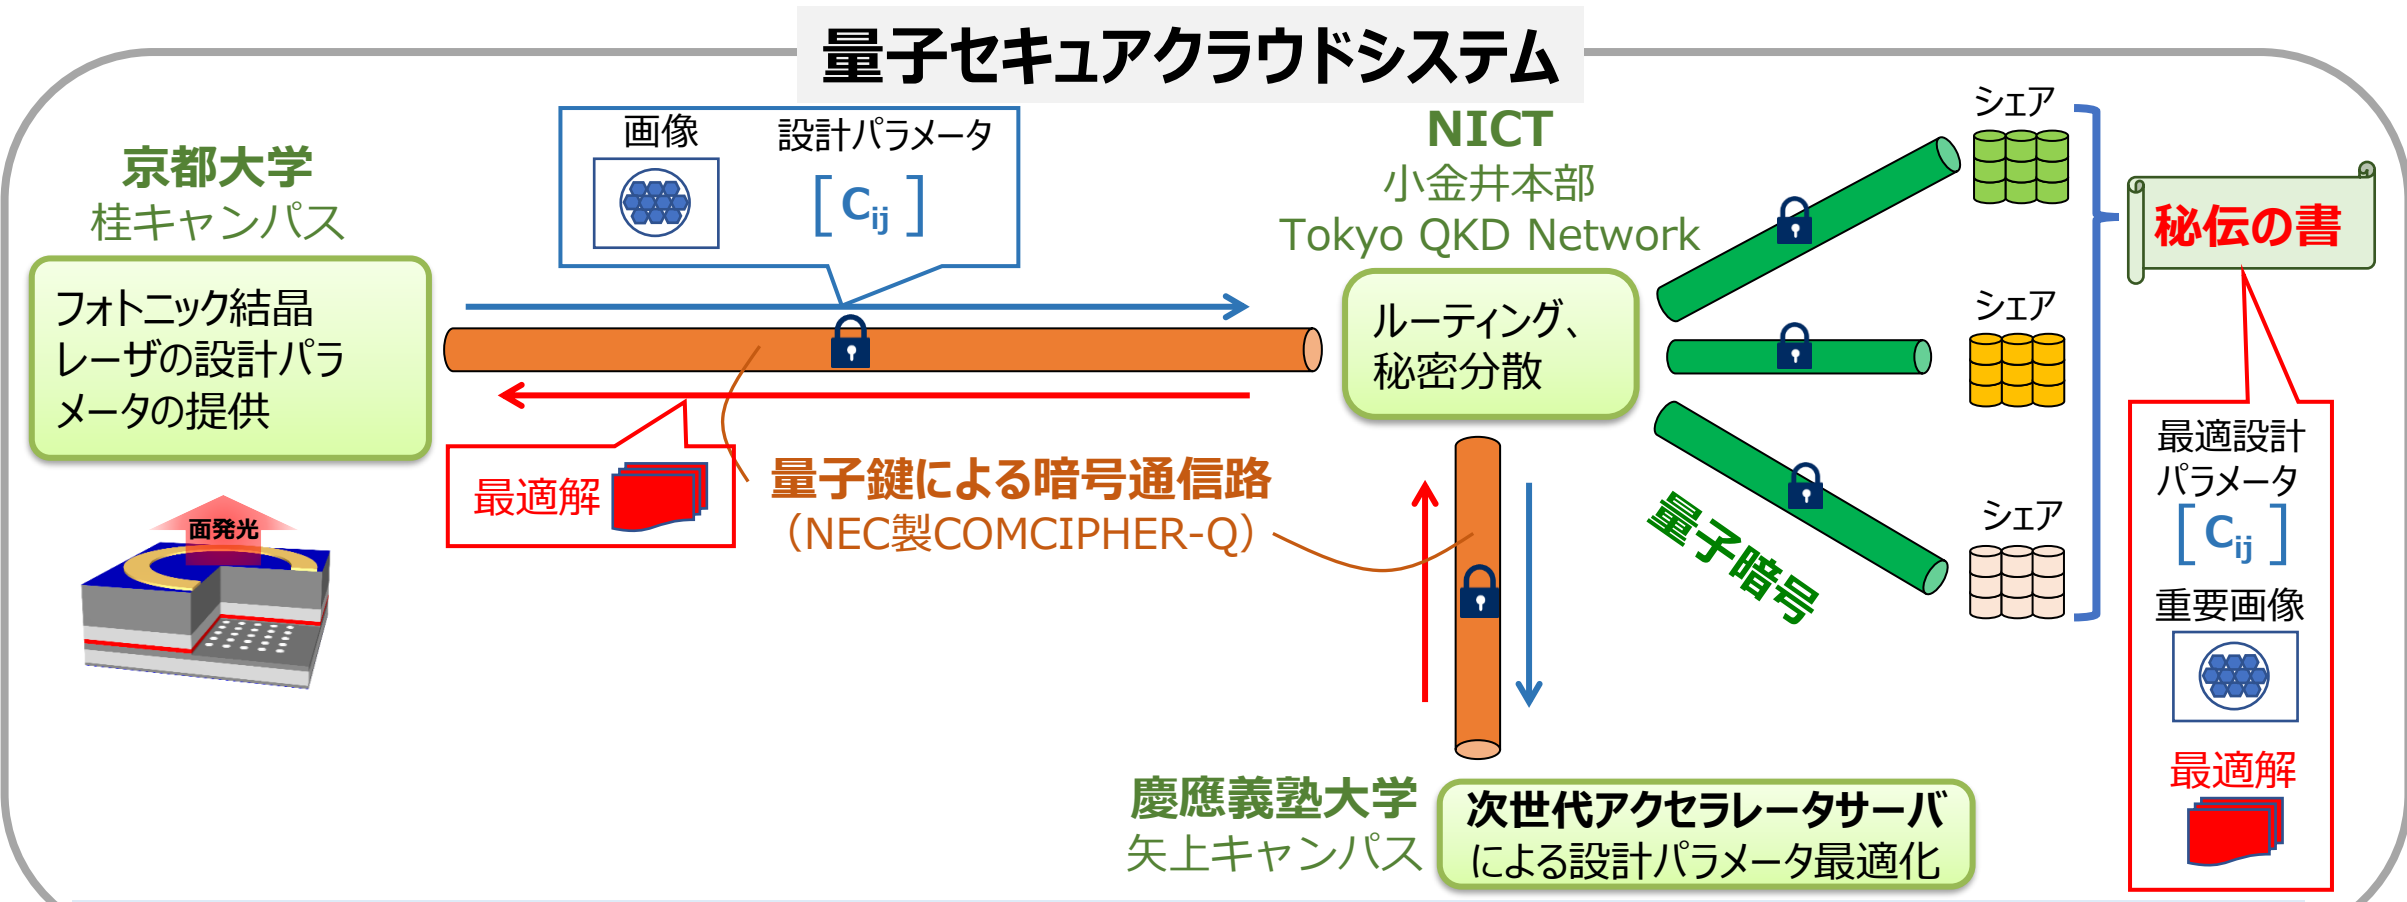 量子セキュアクラウドシステム
京都大学
桂キャンパス
フォトニック結晶
レーザの設計パラ
メータの提供
面発光
画像
設計パラメータ
[Cij]
最適解
量子鍵による暗号通信路
（NEC製COMCIPHER-Q）
NICT
小金井本部
Tokyo QKD Network
ルーティング、
秘密分散
慶應義塾大学
矢上キャンパス
次世代アクセラレータサーバ
による設計パラメータ最適化
量子暗号
シェア
シェア
シェア
秘伝の書
最適設計
パラメータ
[Cij]
重要画像
最適解